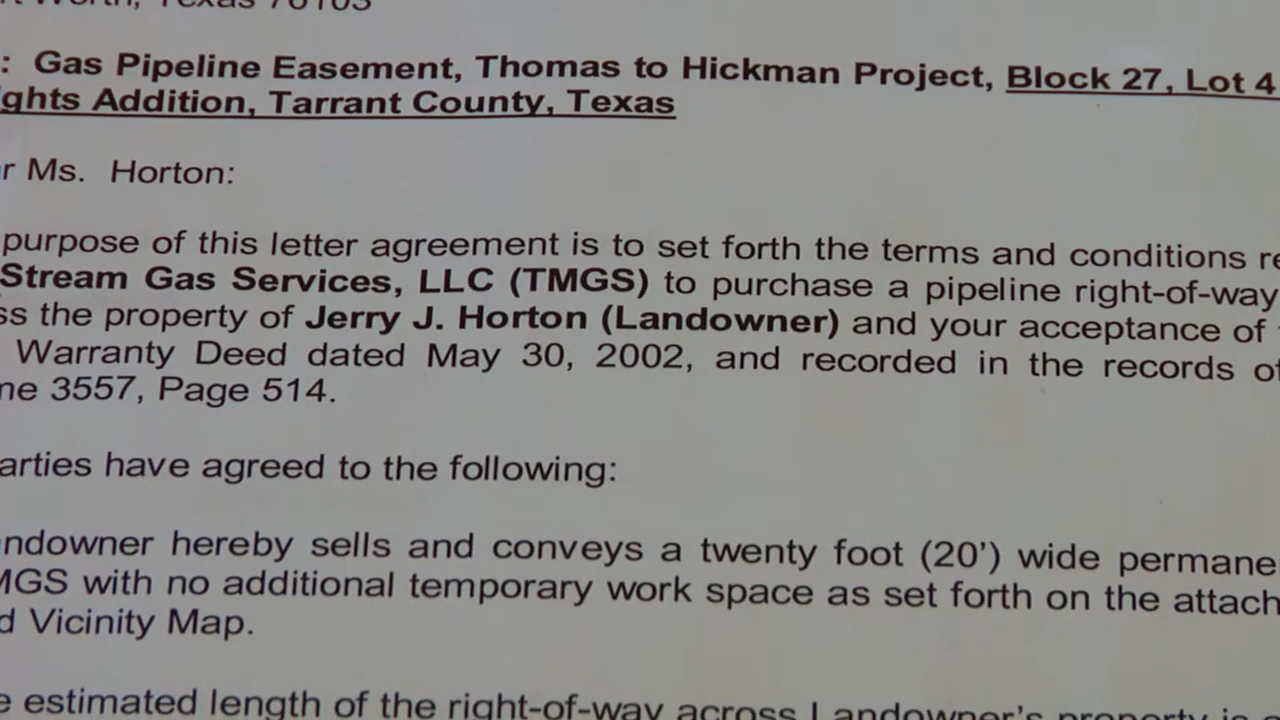 : Gas Pipeline Easement, Thomas to Hickman Project, Block 27, Lot 4
ghts Addition, Tarrant County, Texas
r Ms. Horton:
purpose of this letter agreement is to set forth the terms and conditions re
Stream Gas Services, LLC (TMGS) to purchase a pipeline right-of-way
ss the property of Jerry J. Horton (Landowner) and your acceptance of
Warranty Deed dated May 30, 2002, and recorded in the records of
me 3557, Page 514.
arties have agreed to the following:
ndowner hereby sells and conveys a twenty foot (20') wide permane
MGS with no additional temporary work space as set forth on the attach
d Vicinity Map.
e estimated length of the right-of-way across Landowner's property is